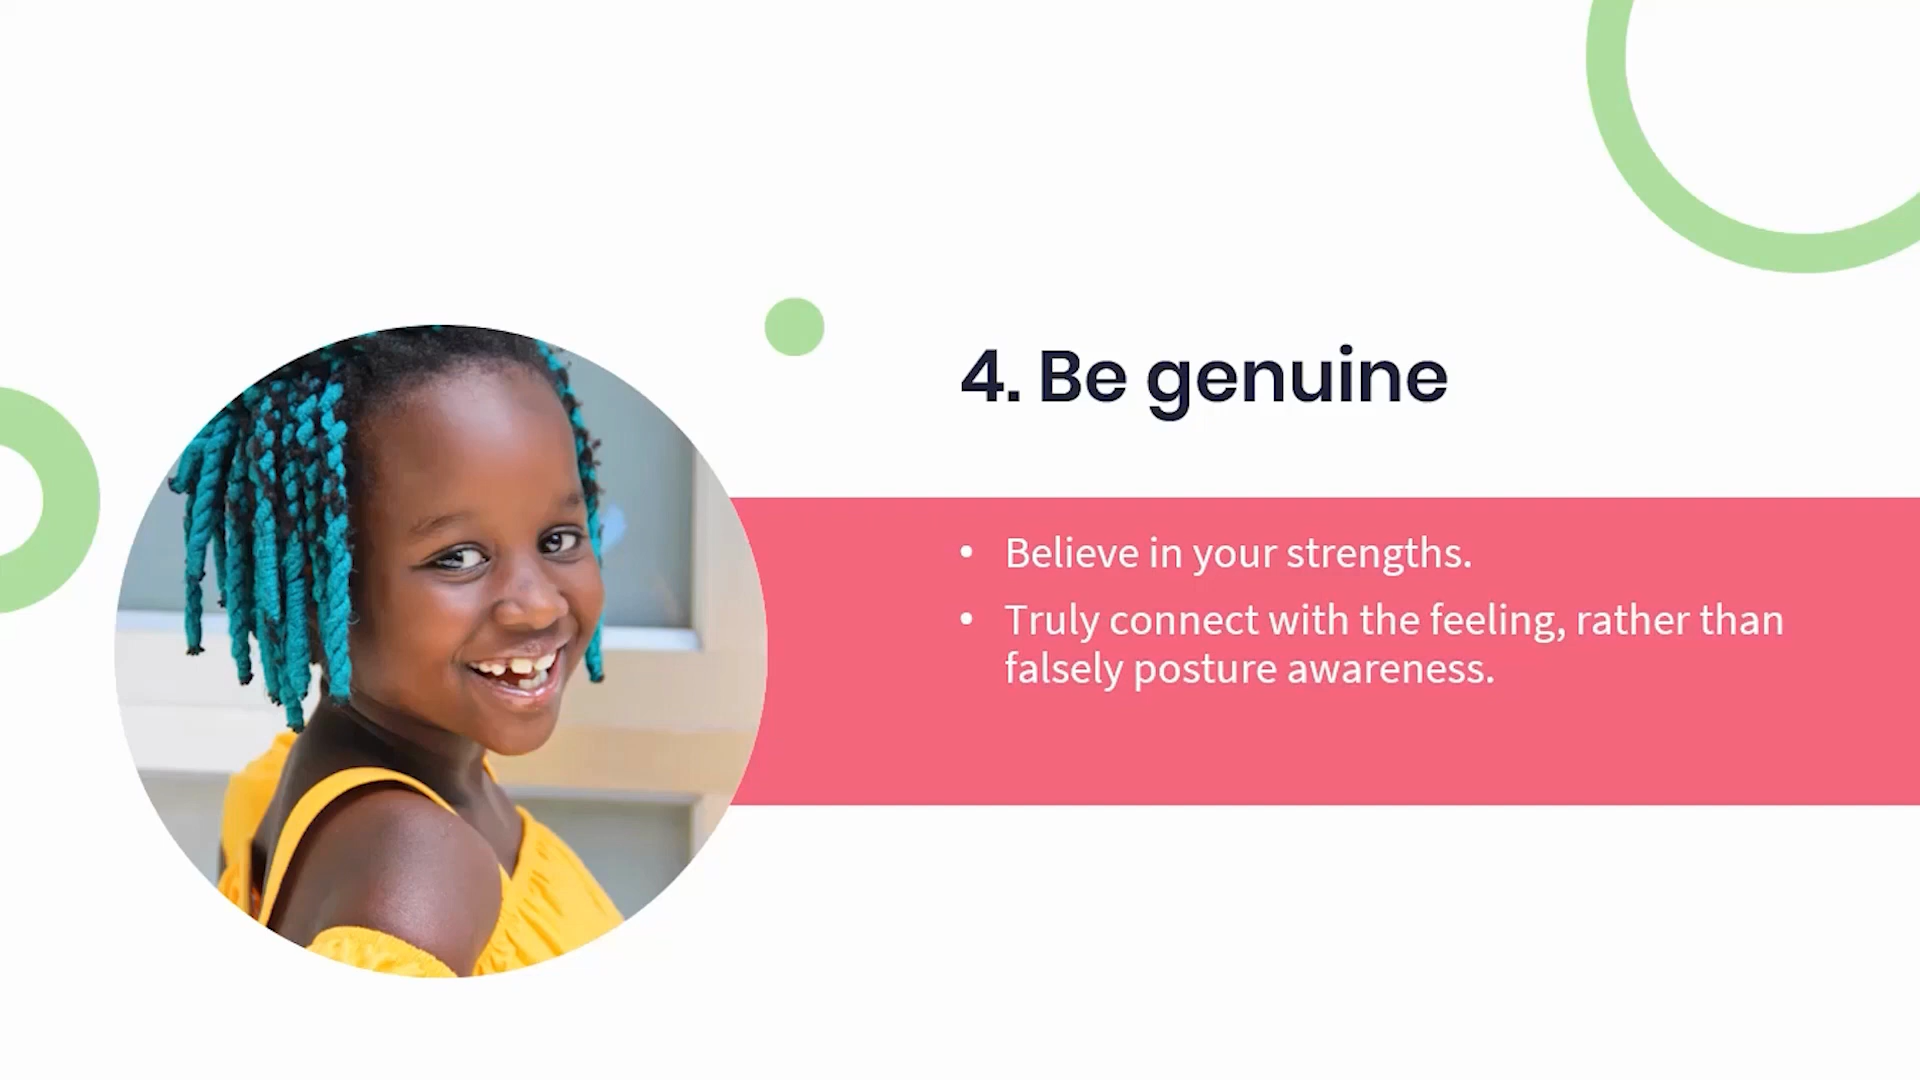 4. Be genuine
• Believe in your strengths.
• Truly connect with the feeling, rather than
falsely posture awareness.